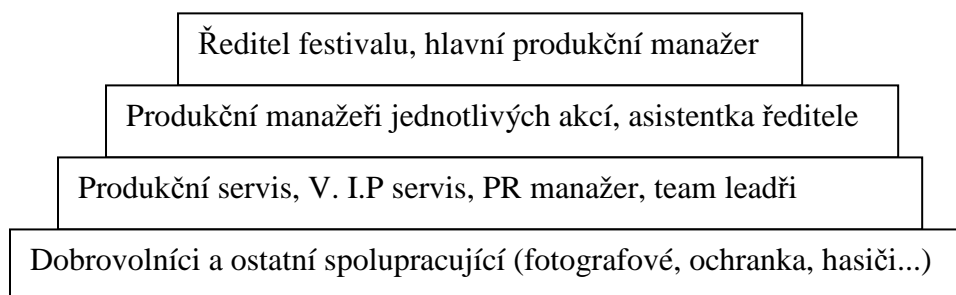 Ředitel festivalu, hlavní produkční manažer
Produkční manažeři jednotlivých akcí, asistentka ředitele
Produkční servis, V. I.P servis, PR manažer, team leadři
Dobrovolníci a ostatní spolupracující (fotografové, ochranka, hasiči...)